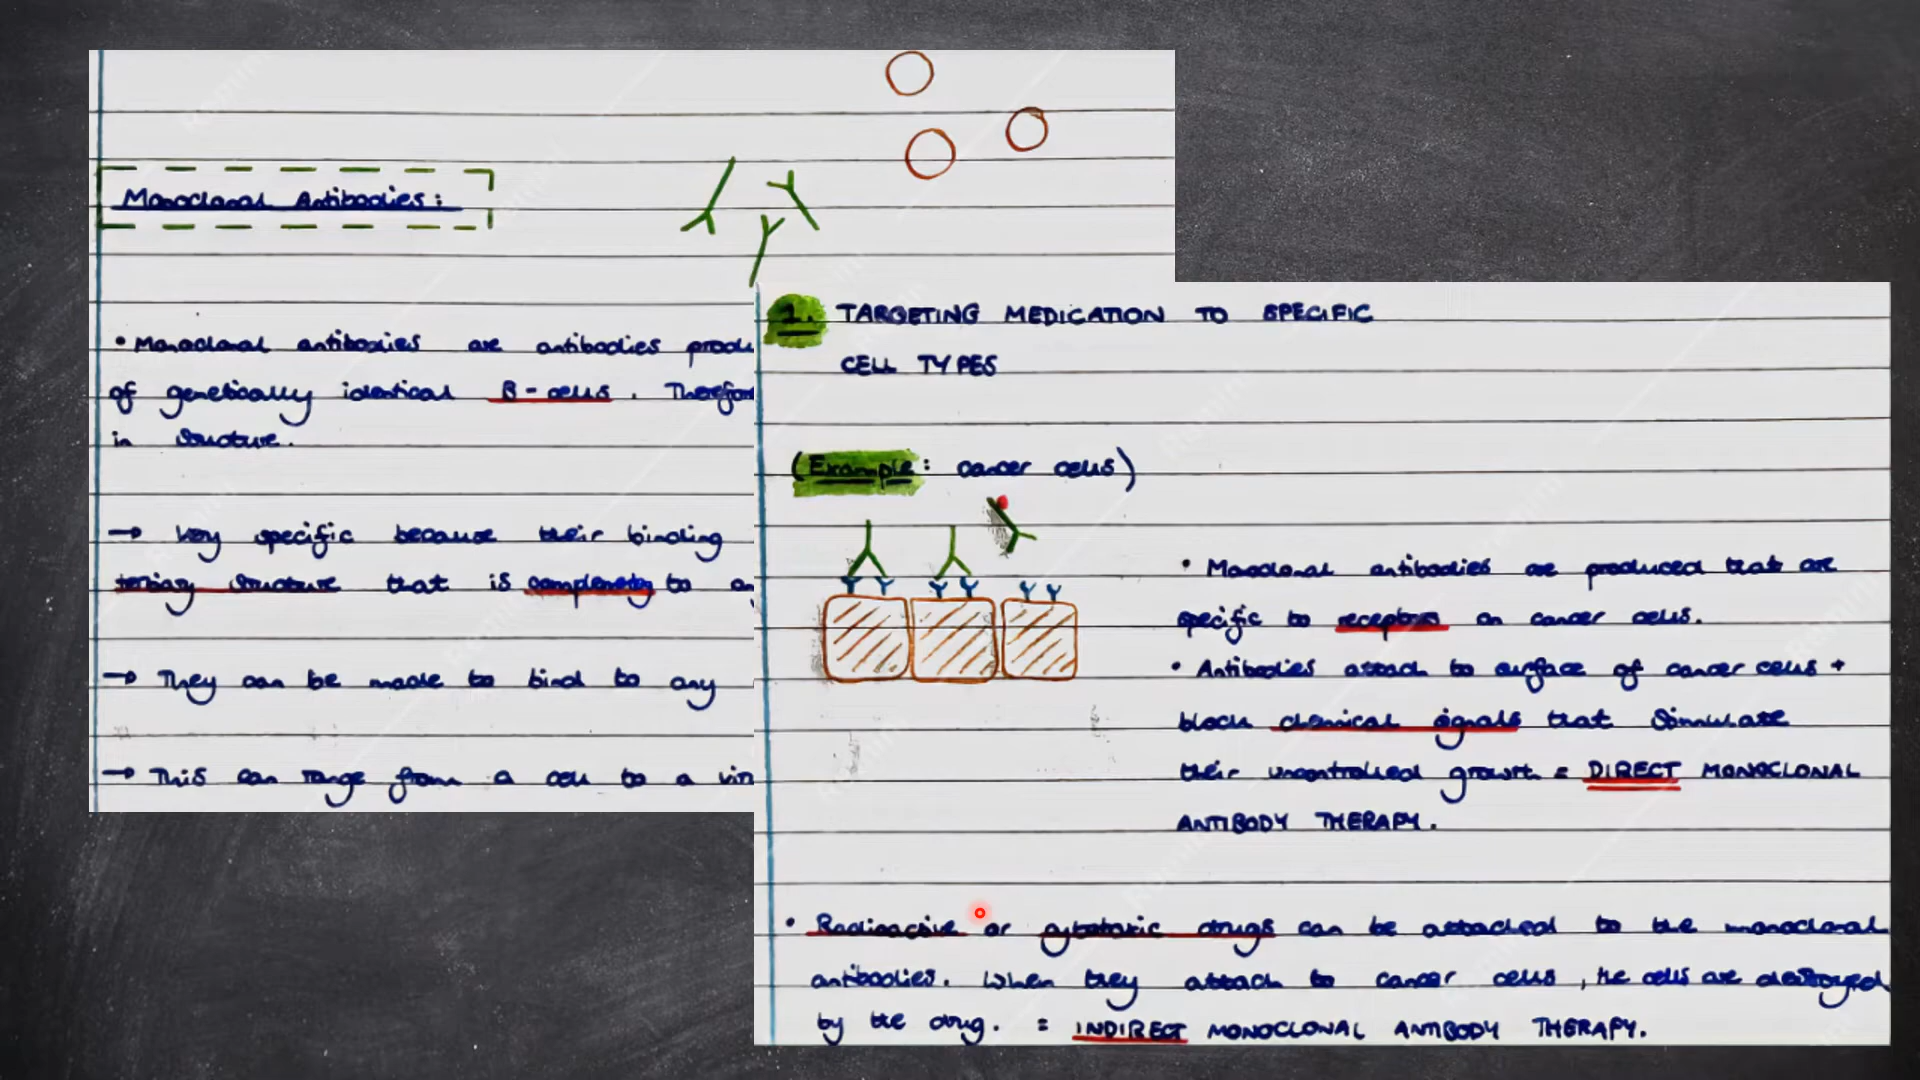 Monoclonal Antibodies:
• Monoclonal antibodies are antibodies produ
of genetically identical B-cells. Therefor
in structure.
→ Very specific because their binding
tertiary structure that is complementary to
→ They can be made to bind to any
→ This can range from a cell to a
1. TARGETING MEDICATION TO SPECIFIC
CELL TYPES
(Example: cancer cells)
• Monoclonal antibodies are produced that are
specific to receptors on cancer cells.
• Antibodies attach to surface of cancer cells +
block chemical signals that stimulate
their uncontrolled growth = DIRECT MONOCLONAL
ANTIBODY THERAPY.
• Radioactive or cytotoxic drugs can be attached to the monoclonal
antibodies. When they attach to cancer cells, the cells are destroyed
by the drug. = INDIRECT MONOCLONAL ANTIBODY THERAPY.